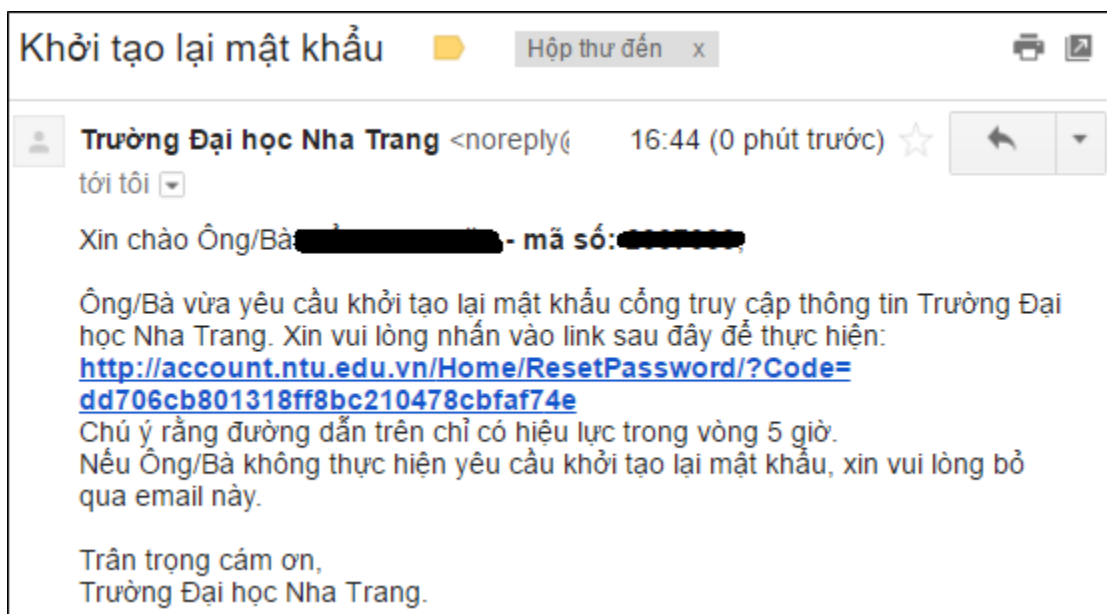 Khởi tạo lại mật khẩu Hộp thư đến x
Trường Đại học Nha Trang <noreply@ 16:44 (0 phút trước)
tới tôi
Xin chào Ông/Bà - mã số:
Ông/Bà vừa yêu cầu khởi tạo lại mật khẩu cổng truy cập thông tin Trường Đại
học Nha Trang. Xin vui lòng nhấn vào link sau đây để thực hiện:
http://account.ntu.edu.vn/Home/ResetPassword/?Code=
dd706cb801318ff8bc210478cbfaf74e
Chú ý rằng đường dẫn trên chỉ có hiệu lực trong vòng 5 giờ.
Nếu Ông/Bà không thực hiện yêu cầu khởi tạo lại mật khẩu, xin vui lòng bỏ
qua email này.
Trân trọng cám ơn,
Trường Đại học Nha Trang.